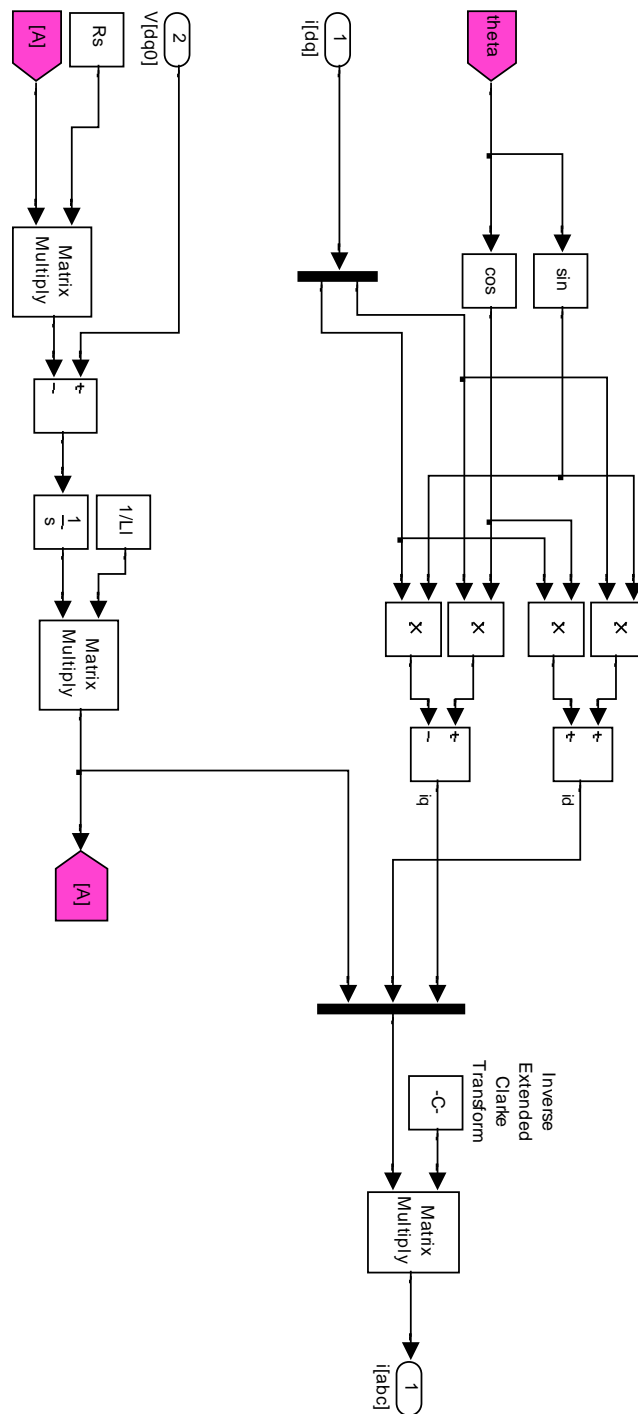 theta
sin
cos
×
×
×
×
+
+
id
+
−
iq
Inverse
Extended
Clarke
Transform
-C-
Matrix
Multiply
1
i[abc]
1
i[dq]
2
V[dq0]
Rs
[A]
Matrix
Multiply
+
−
1
s
1/Ll
Matrix
Multiply
[A]